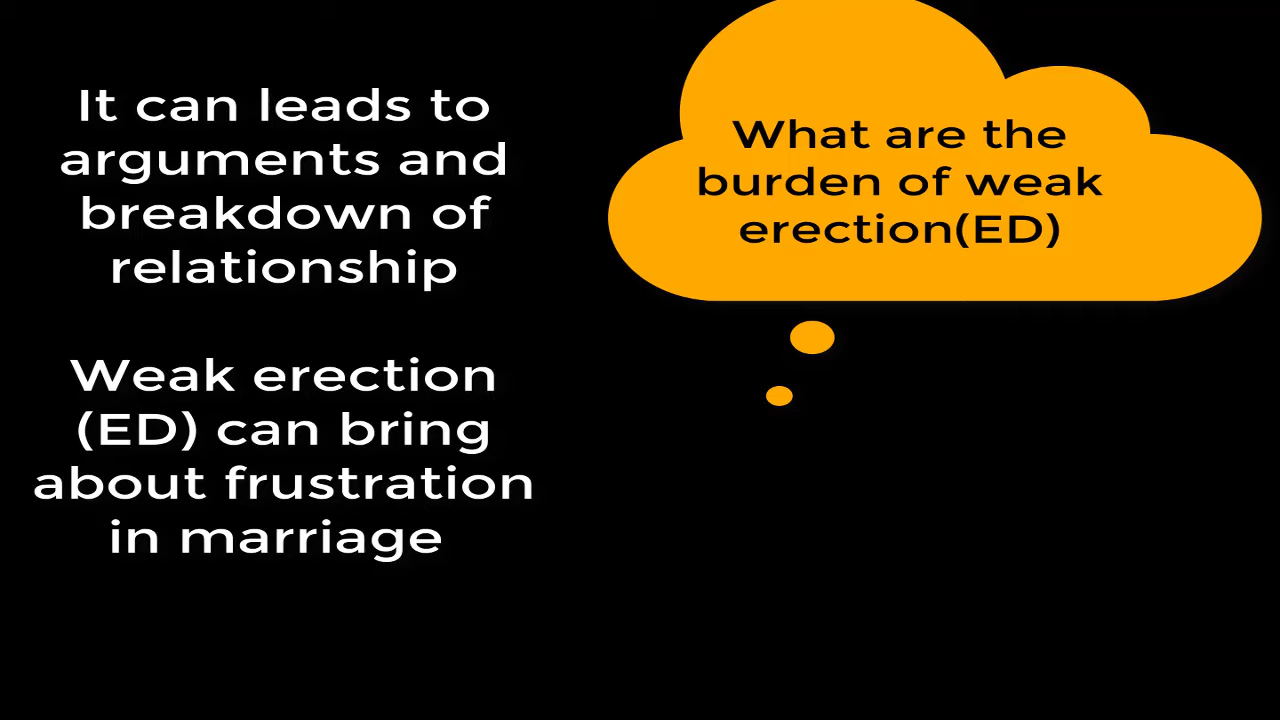 It can leads to
arguments and
breakdown of
relationship
Weak erection
(ED) can bring
about frustration
in marriage
What are the
burden of weak
erection(ED)